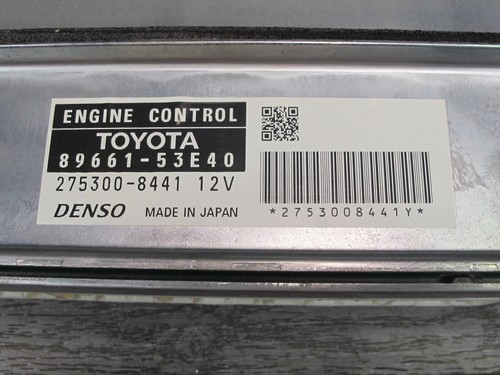 ENGINE CONTROL
TOYOTA
89661-53E40
275300-8441 12V
DENSO MADE IN JAPAN
*2753008441Y*